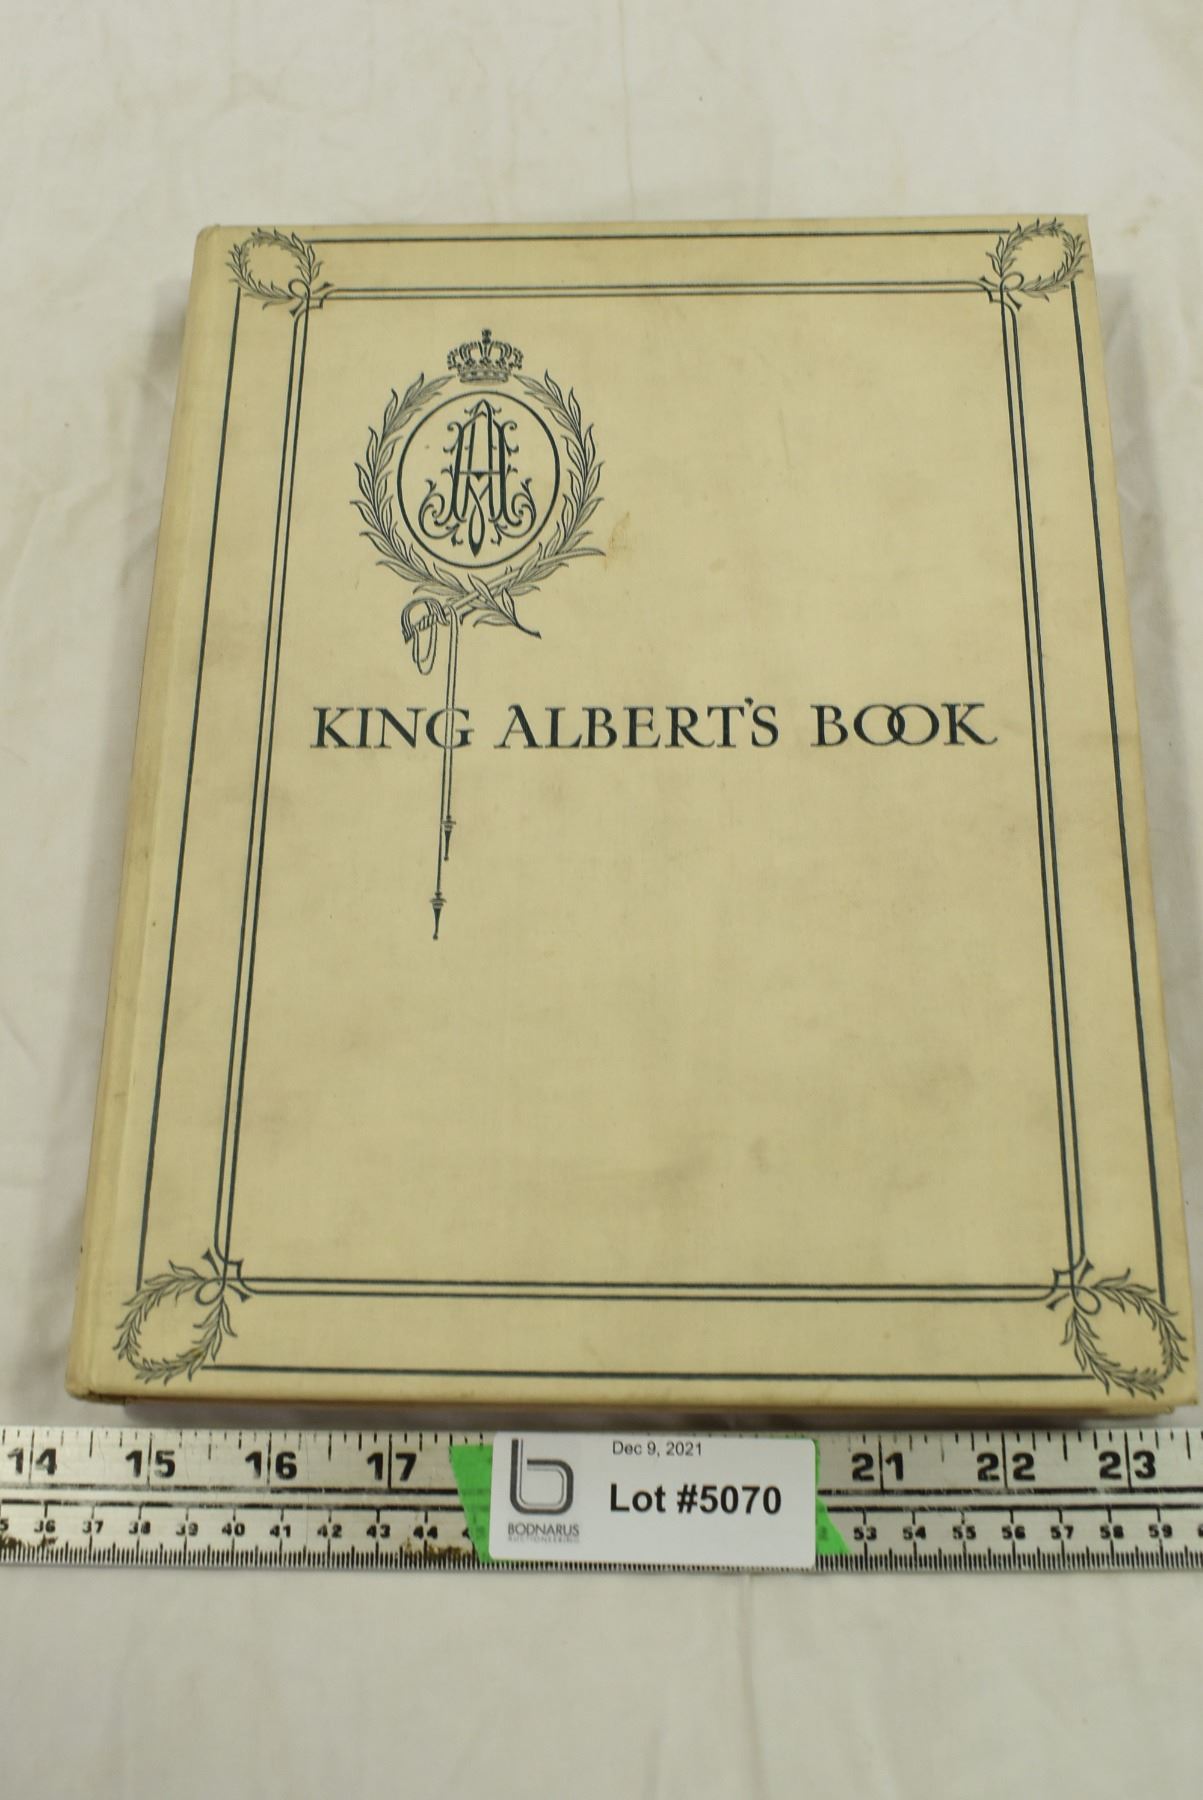 KING ALBERT'S BOOK
Dec 9, 2021
Lot #5070
BODNARUS
AUCTIONEERING
14 15 16 17 21 22 23
36 37 38 39 40 41 42 43 44 53 54 55 56 57 58 59